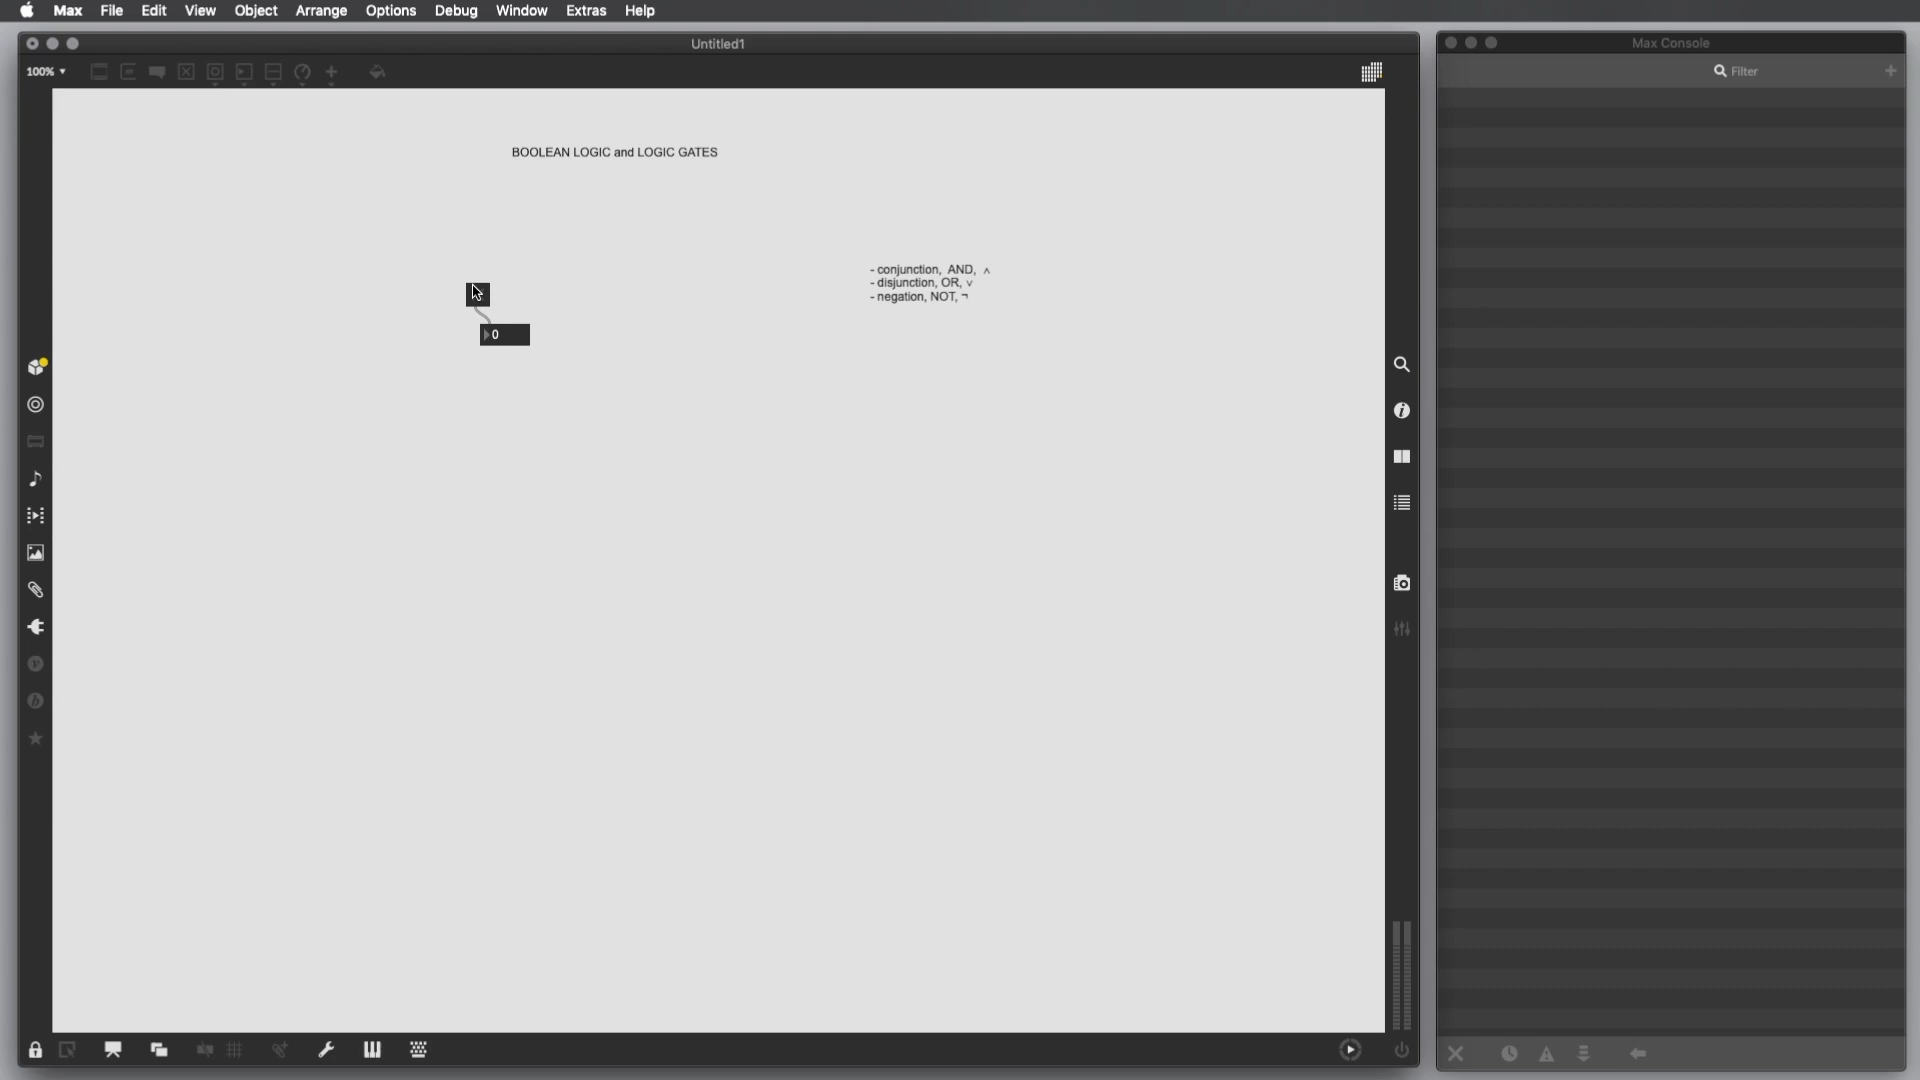 Max File Edit View Object Arrange Options Debug Window Extras Help
Untitled1
Max Console
100%
Filter
BOOLEAN LOGIC and LOGIC GATES
- conjunction, AND, ∧
- disjunction, OR, ∨
- negation, NOT, ¬
0